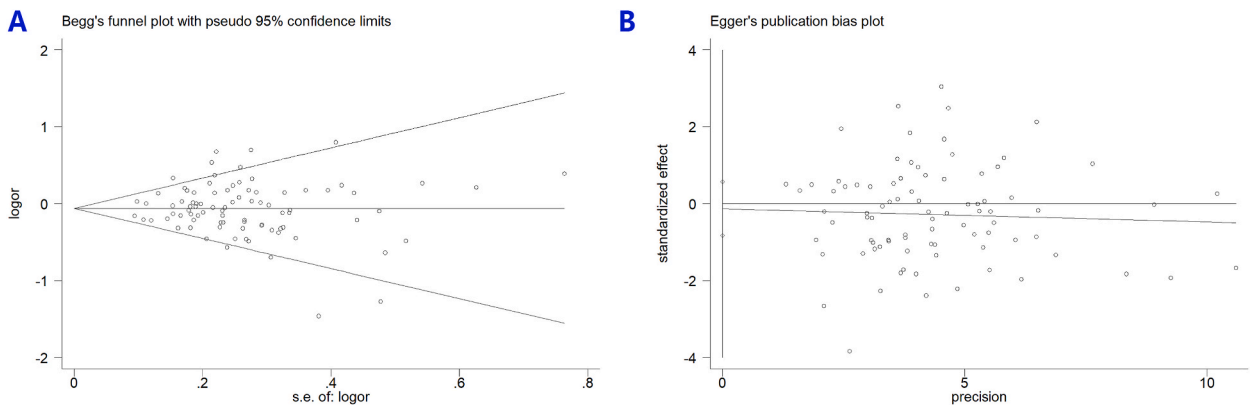 A
Begg's funnel plot with pseudo 95% confidence limits
logor
2
1
0
-1
-2
0
.2
.4
.6
.8
s.e. of: logor
B
Egger's publication bias plot
standardized effect
4
2
0
-2
-4
0
5
10
precision